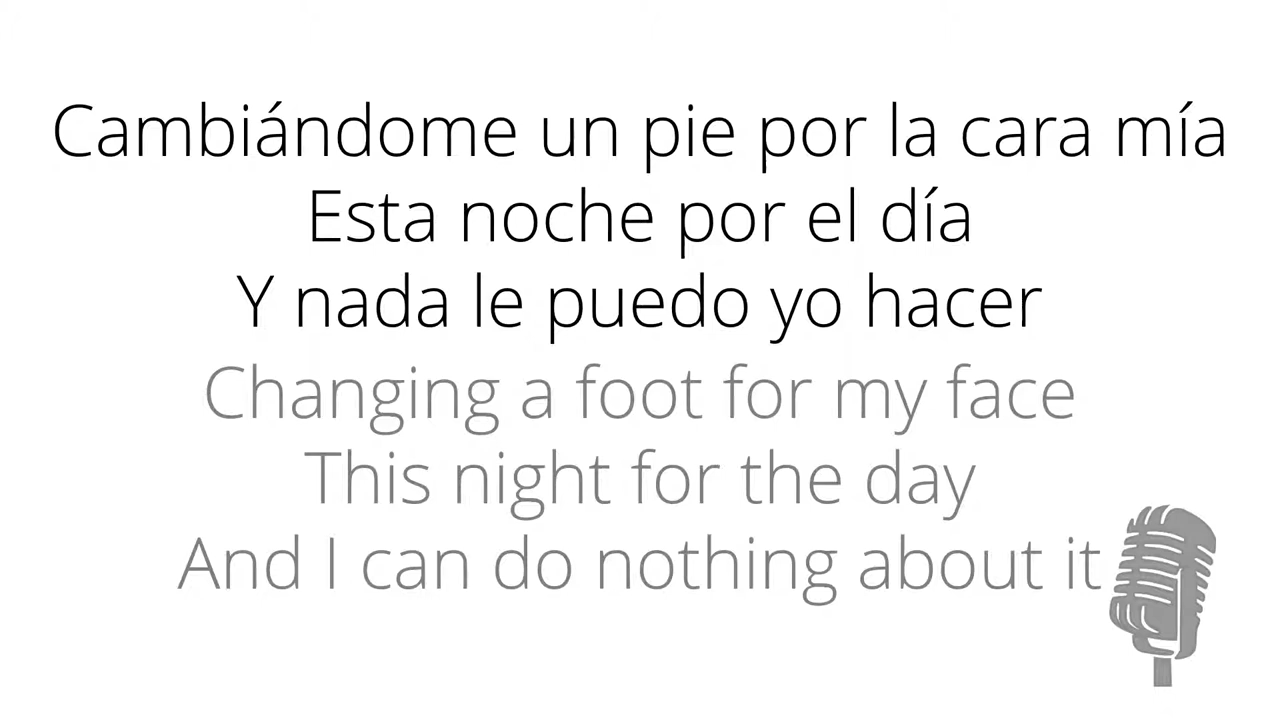 Cambiándome un pie por la cara mía
Esta noche por el día
Y nada le puedo yo hacer
Changing a foot for my face
This night for the day
And I can do nothing about it